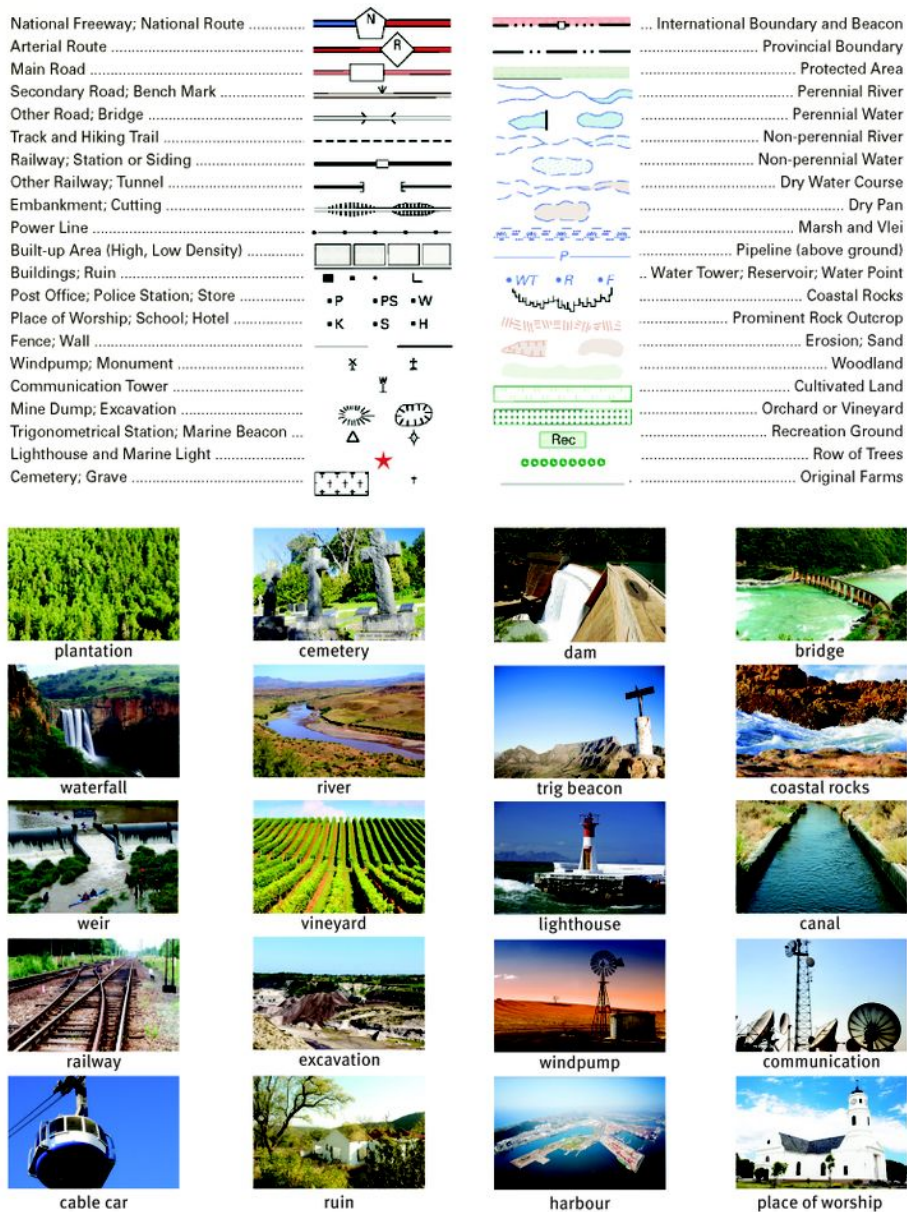 National Freeway; National Route
N
Arterial Route
R
Main Road
Secondary Road; Bench Mark
Other Road; Bridge
Track and Hiking Trail
Railway; Station or Siding
Other Railway; Tunnel
Embankment; Cutting
Power Line
Built-up Area (High, Low Density)
Buildings; Ruin
Post Office; Police Station; Store
P PS W
Place of Worship; School; Hotel
K S H
Fence; Wall
Windpump; Monument
Communication Tower
Mine Dump; Excavation
Trigonometrical Station; Marine Beacon
Lighthouse and Marine Light
Cemetery; Grave
International Boundary and Beacon
Provincial Boundary
Protected Area
Perennial River
Perennial Water
Non-perennial River
Non-perennial Water
Dry Water Course
Dry Pan
Marsh and Vlei
P
Pipeline (above ground)
WT R F
Water Tower; Reservoir; Water Point
Coastal Rocks
Prominent Rock Outcrop
Erosion; Sand
Woodland
Cultivated Land
Orchard or Vineyard
Rec
Recreation Ground
Row of Trees
Original Farms
plantation
cemetery
dam
bridge
waterfall
river
trig beacon
coastal rocks
weir
vineyard
lighthouse
canal
railway
excavation
windpump
communication
cable car
ruin
harbour
place of worship